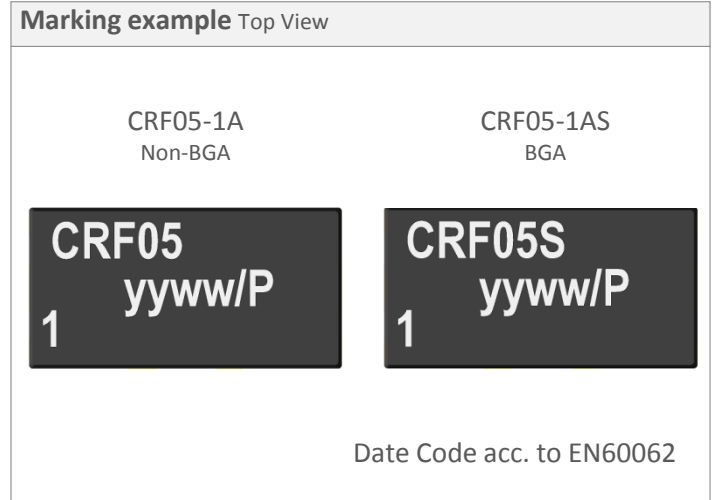 Marking example Top View
CRF05-1A
Non-BGA
CRF05-1AS
BGA
CRF05
yyww/P
1
CRF05S
yyww/P
1
Date Code acc. to EN60062